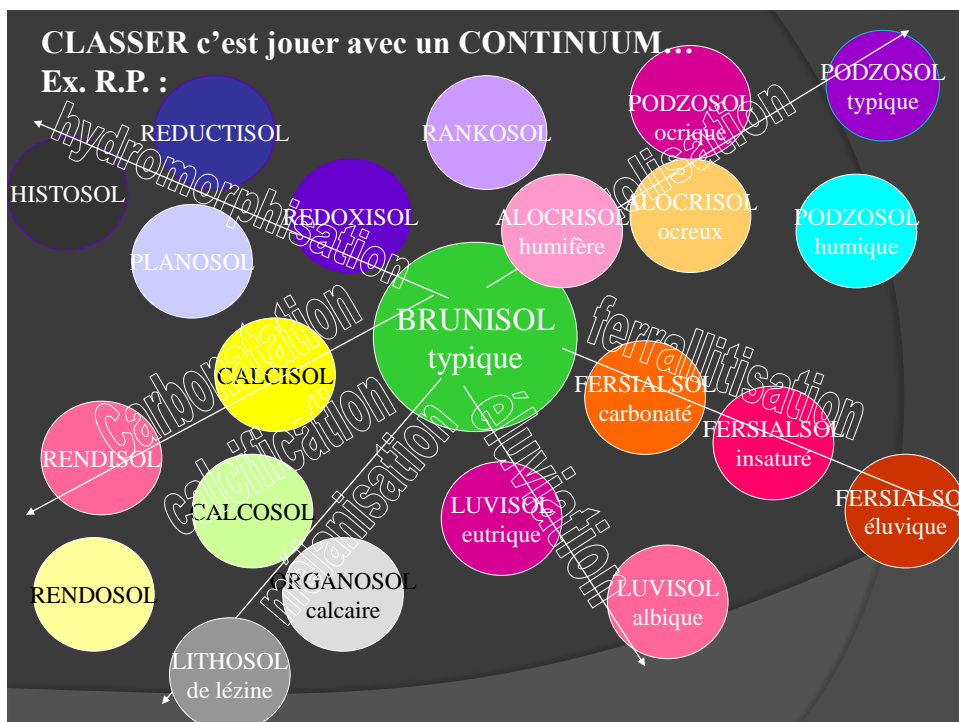 CLASSER c’est jouer avec un CONTINUUM…
Ex. R.P. :
hydromorphisation
REDUCTISOL
HISTOSOL
PLANOSOL
REDOXISOL
RANKOSOL
PODZOSOL
ocrique
PODZOSOL
typique
ALOCRISOL
humifère
ALOCRISOL
ocreux
PODZOSOL
humique
BRUNISOL
typique
Carbonatation
calcification
CALCISOL
RENDISOL
CALCOSOL
RENDOSOL
mélanisation
ORGANOSOL
calcaire
LITHOSOL
de lézine
LUVISOL
eutrique
LUVISOL
albique
ferrallitisation
FERSIALSOL
carbonaté
FERSIALSOL
insaturé
FERSIALSO
éluvique